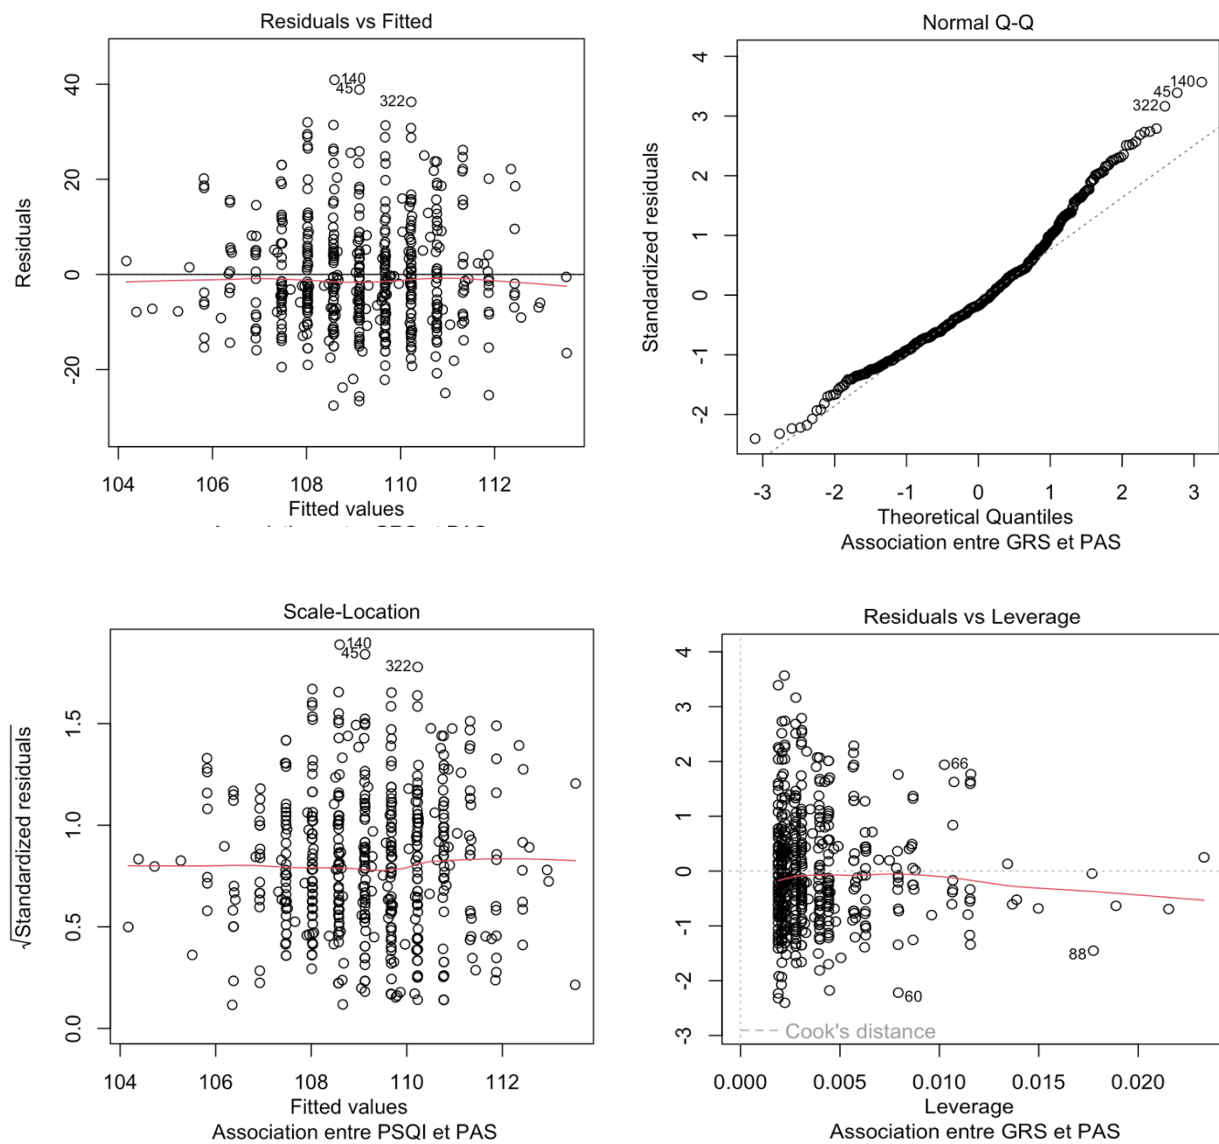 Residuals vs Fitted
Residuals
40
20
0
-20
140
45
322
104 106 108 110 112
Fitted values
Normal Q-Q
Standardized residuals
4
3
2
1
0
-1
-2
140
45
322
-3 -2 -1 0 1 2 3
Theoretical Quantiles
Association entre GRS et PAS
Scale-Location
√Standardized residuals
1.5
1.0
0.5
0.0
140
45
322
104 106 108 110 112
Fitted values
Association entre PSQI et PAS
Residuals vs Leverage
4
3
2
1
0
-1
-2
-3
66
88
60
Cook's distance
0.000 0.005 0.010 0.015 0.020
Leverage
Association entre GRS et PAS